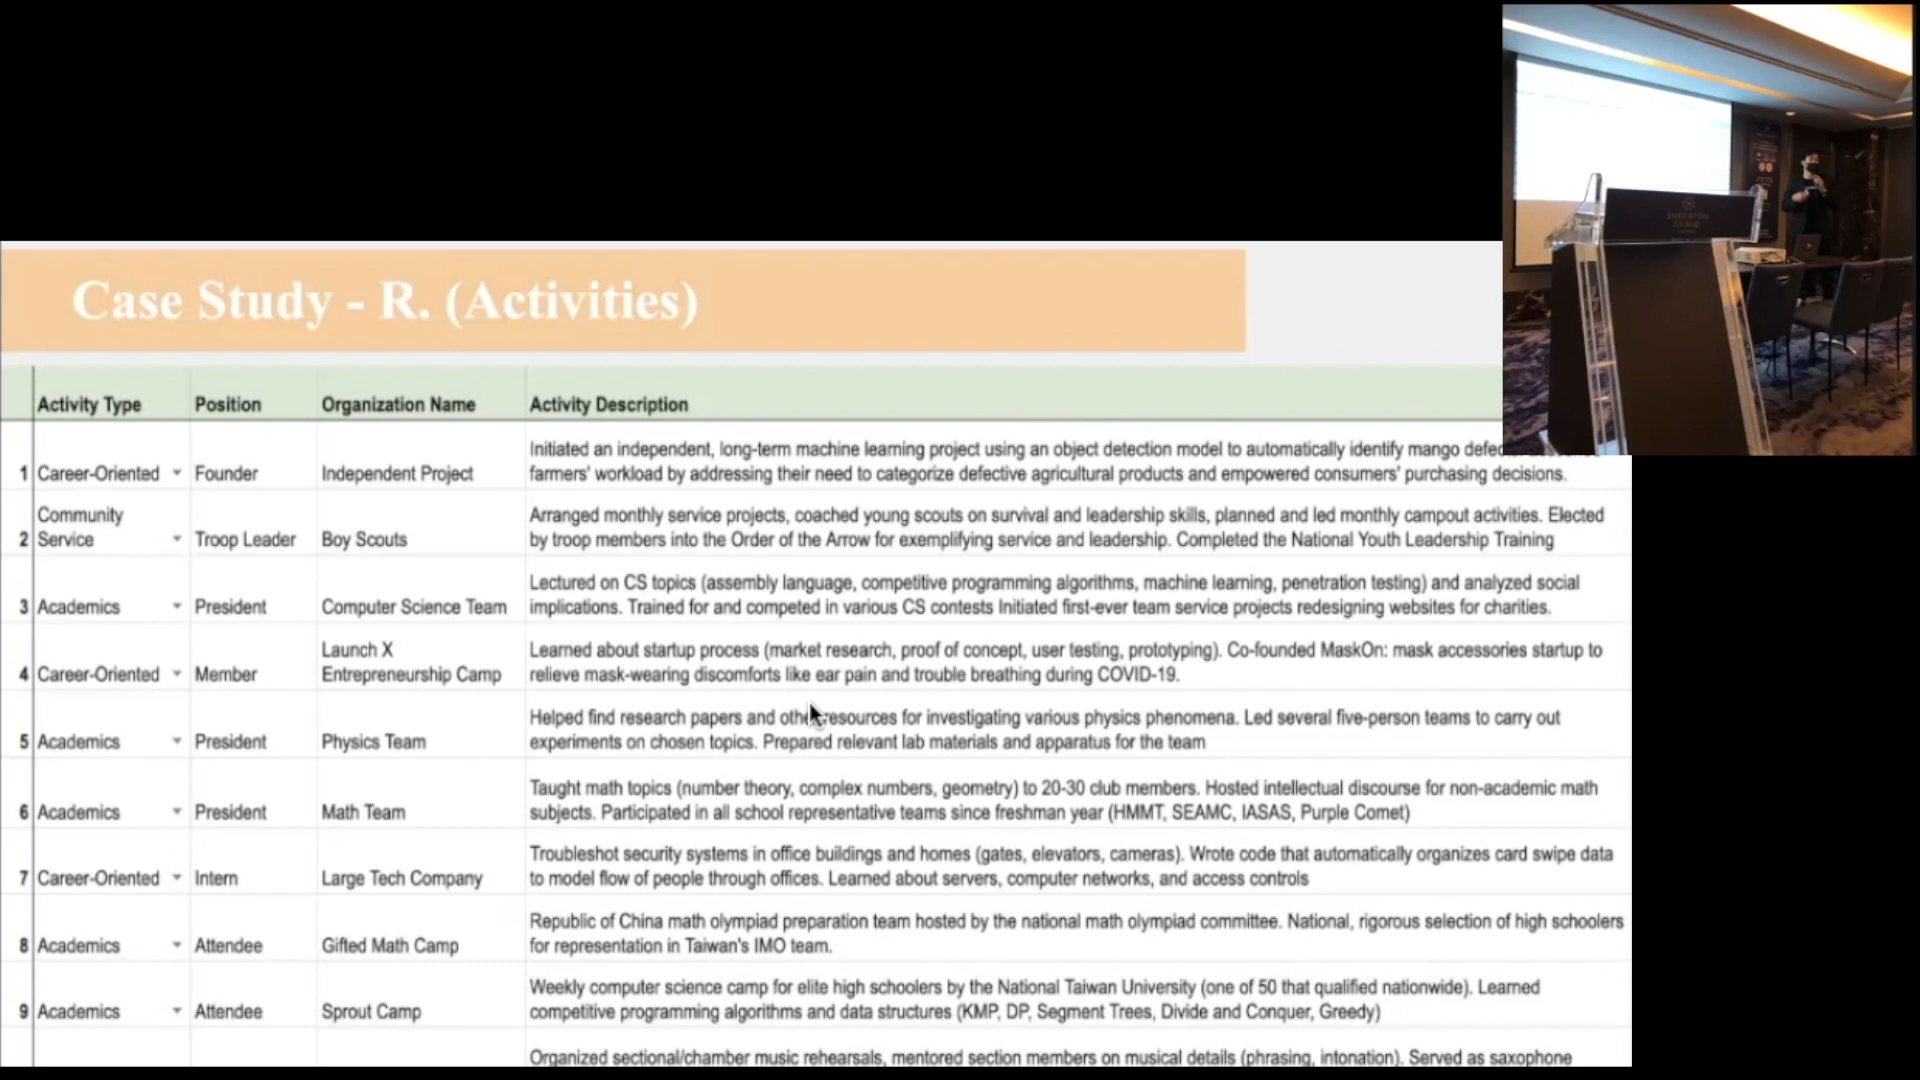 Case Study - R. (Activities)
Activity Type Position Organization Name Activity Description
Initiated an independent, long-term machine learning project using an object detection model to automatically identify mango
1 Career-Oriented Founder Independent Project farmers' workload by addressing their need to categorize defective agricultural products and empowered consumers' purchasing decisions.
Community Arranged monthly service projects, coached young scouts on survival and leadership skills, planned and led monthly campout activities. Elected
2 Service Troop Leader Boy Scouts by troop members into the Order of the Arrow for exemplifying service and leadership. Completed the National Youth Leadership Training
Lectured on CS topics (assembly language, competitive programming algorithms, machine learning, penetration testing) and analyzed social
3 Academics President Computer Science Team implications. Trained for and competed in various CS contests Initiated first-ever team service projects redesigning websites for charities.
Launch X Learned about startup process (market research, proof of concept, user testing, prototyping). Co-founded MaskOn: mask accessories startup to
4 Career-Oriented Member Entrepreneurship Camp relieve mask-wearing discomforts like ear pain and trouble breathing during COVID-19.
Helped find research papers and other resources for investigating various physics phenomena. Led several five-person teams to carry out
5 Academics President Physics Team experiments on chosen topics. Prepared relevant lab materials and apparatus for the team
Taught math topics (number theory, complex numbers, geometry) to 20-30 club members. Hosted intellectual discourse for non-academic math
6 Academics President Math Team subjects. Participated in all school representative teams since freshman year (HMMT, SEAMC, IASAS, Purple Comet)
Troubleshot security systems in office buildings and homes (gates, elevators, cameras). Wrote code that automatically organizes card swipe data
7 Career-Oriented Intern Large Tech Company to model flow of people through offices. Learned about servers, computer networks, and access controls
Republic of China math olympiad preparation team hosted by the national math olympiad committee. National, rigorous selection of high schoolers
8 Academics Attendee Gifted Math Camp for representation in Taiwan's IMO team.
Weekly computer science camp for elite high schoolers by the National Taiwan University (one of 50 that qualified nationwide). Learned
9 Academics Attendee Sprout Camp competitive programming algorithms and data structures (KMP, DP, Segment Trees, Divide and Conquer, Greedy)
Organized sectional/chamber music rehearsals, mentored section members on musical details (phrasing, intonation). Served as saxophone
SHERATON
GRAND